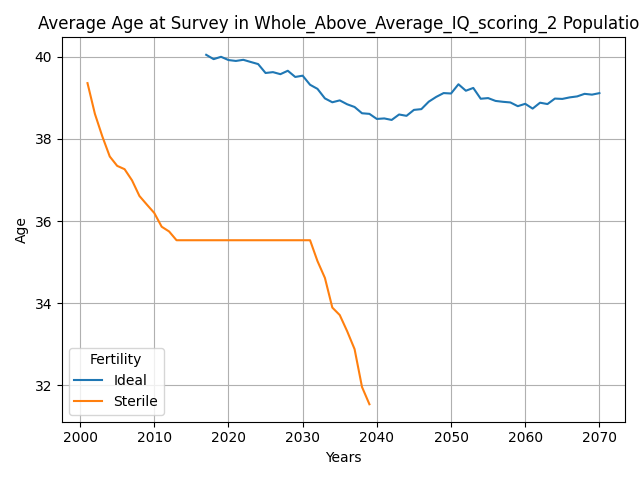 Average Age at Survey in Whole_Above_Average_IQ_scoring_2 Populatio
40
38
36
34
32
Age
Fertility
Ideal
Sterile
2000 2010 2020 2030 2040 2050 2060 2070
Years